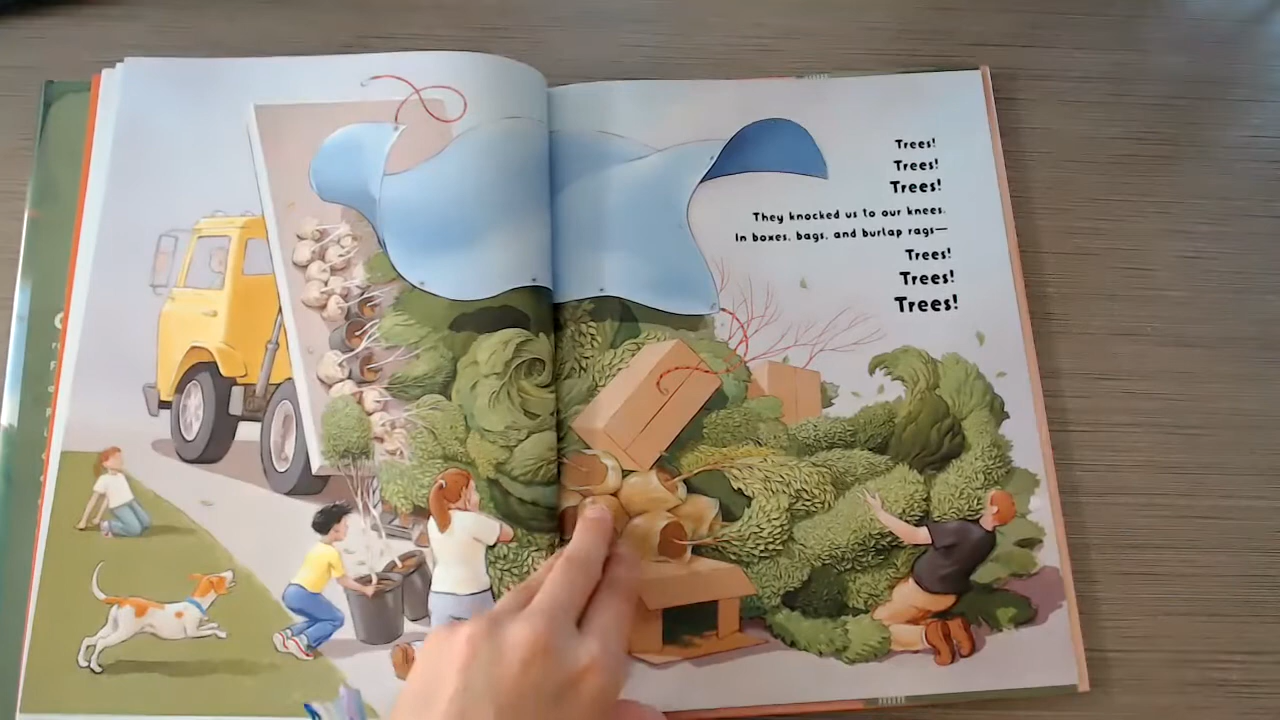 Trees!
Trees!
Trees!
They knocked us to our knees.
In boxes, bags, and burlap rags—
Trees!
Trees!
Trees!